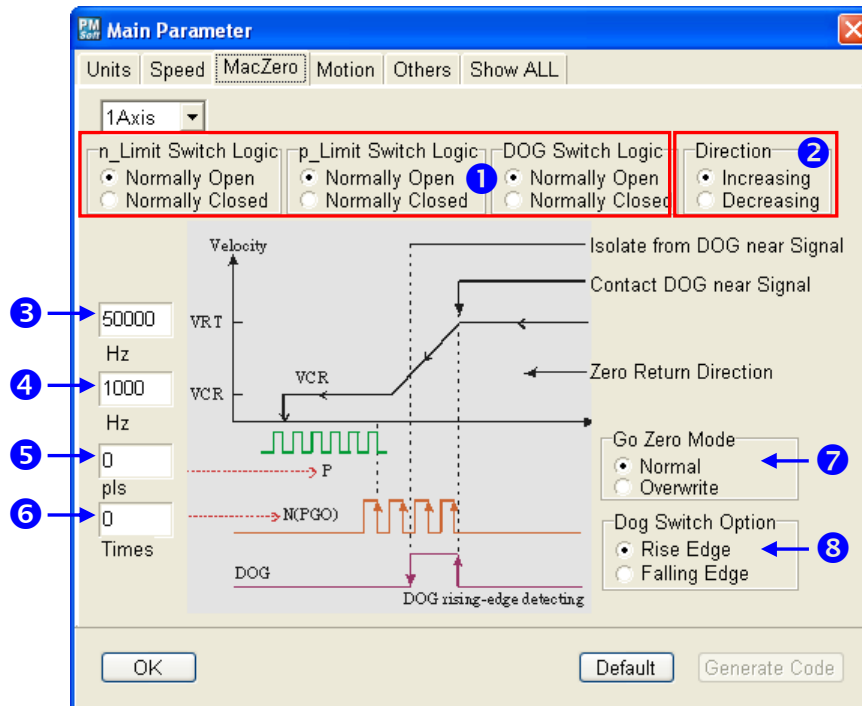 PM Soft Main Parameter
Units Speed MacZero Motion Others Show ALL
1Axis
n_Limit Switch Logic p_Limit Switch Logic DOG Switch Logic Direction 2
Normally Open Normally Open 1 Normally Open Increasing
Normally Closed Normally Closed Normally Closed Decreasing
Velocity
Isolate from DOG near Signal
Contact DOG near Signal
3 50000 VRT
Hz
Zero Return Direction
4 1000 VCR VCR
Hz
Go Zero Mode
5 0 P Normal 7
pls Overwrite
6 0 N(PGO)
Times
Dog Switch Option
Rise Edge 8
Falling Edge
DOG
DOG rising-edge detecting
OK Default Generate Code